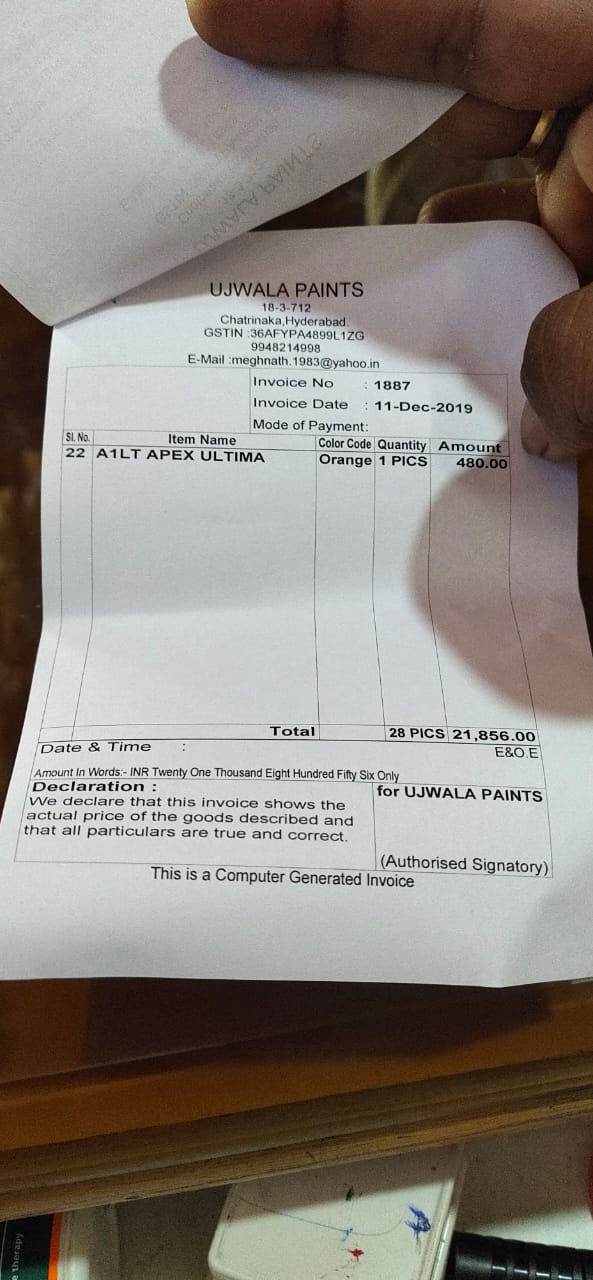 UJWALA PAINTS
UJWALA PAINTS
18-3-712
Chatrinaka,Hyderabad.
GSTIN :36AFYPA4899L1ZG
9948214998
E-Mail :meghnath.1983@yahoo.in
Invoice No : 1887
Invoice Date : 11-Dec-2019
Mode of Payment:
Sl. No. Item Name Color Code Quantity Amount
22 A1LT APEX ULTIMA Orange 1 PICS 480.00
Total 28 PICS 21,856.00
Date & Time : E&O.E
Amount In Words:- INR Twenty One Thousand Eight Hundred Fifty Six Only
Declaration : for UJWALA PAINTS
We declare that this invoice shows the
actual price of the goods described and
that all particulars are true and correct.
(Authorised Signatory)
This is a Computer Generated Invoice
therapy